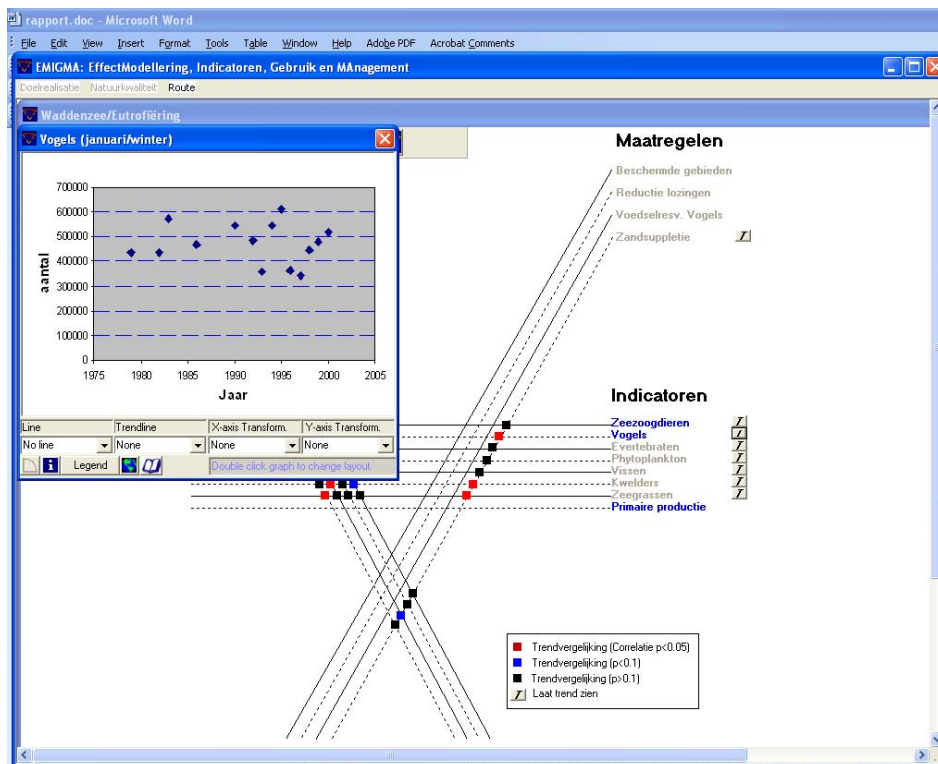 rapport.doc - Microsoft Word
File Edit View Insert Format Tools Table Window Help Adobe PDF Acrobat Comments
EMIGMA: EffectModellering, Indicatoren, Gebruik en MAnagement
Doelrealisatie Natuurkwaliteit Route
Waddenzee/Eutrofiëring
Vogels (januari/winter)
700000
600000
500000
400000
300000
200000
100000
0
aantal
1975 1980 1985 1990 1995 2000 2005
Jaar
Line Trendline X-axis Transform. Y-axis Transform.
No line None None None
Legend
Double click graph to change layout.
Maatregelen
Beschermde gebieden
Reductie lozingen
Voedselresv. Vogels
Zandsuppletie
Indicatoren
Zeezoogdieren
Vogels
Evertebraten
Phytoplankton
Vissen
Kwelders
Zeegrassen
Primaire productie
Trendvergelijking (Correlatie p<0.05)
Trendvergelijking (p<0.1)
Trendvergelijking (p>0.1)
Laat trend zien